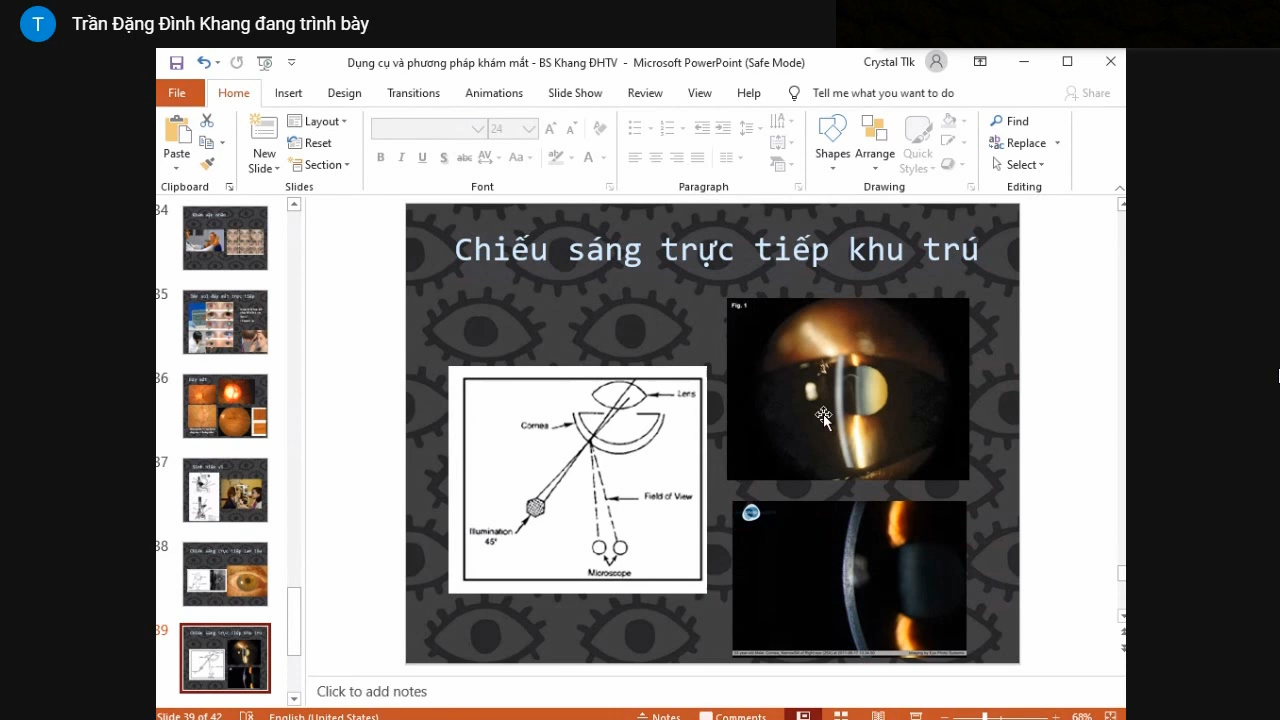 T Trần Đặng Đình Khang đang trình bày
Dụng cụ và phương pháp khám mắt - BS Khang ĐHTV - Microsoft PowerPoint (Safe Mode)
Crystal Tlk
File Home Insert Design Transitions Animations Slide Show Review View Help Tell me what you want to do Share
Paste
Clipboard
New Slide
Layout
Reset
Section
Slides
24
B I U S abc AV Aa A
Font
Paragraph
Shapes Arrange Quick Styles
Drawing
Find
Replace
Select
Editing
34
35
36
37
38
39
Chiếu sáng trực tiếp khu trú
Lens
Cornea
Field of View
Illumination
45°
Microscope
Fig. 1
Click to add notes
Slide 39 of 42 English (United States) Notes Comments 68%